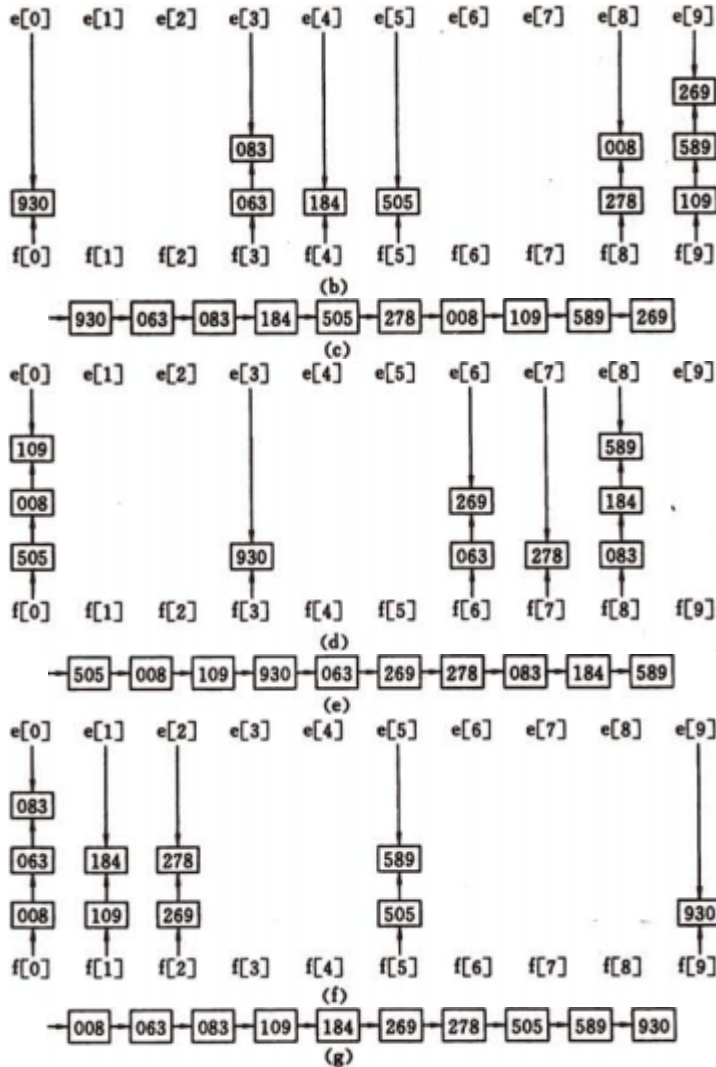 e[0] e[1] e[2] e[3] e[4] e[5] e[6] e[7] e[8] e[9]
269
083 008 589
930 063 184 505 278 109
f[0] f[1] f[2] f[3] f[4] f[5] f[6] f[7] f[8] f[9]
(b)
930 063 083 184 505 278 008 109 589 269
(c)
e[0] e[1] e[2] e[3] e[4] e[5] e[6] e[7] e[8] e[9]
109 589
008 269 184
505 930 063 278 083
f[0] f[1] f[2] f[3] f[4] f[5] f[6] f[7] f[8] f[9]
(d)
505 008 109 930 063 269 278 083 184 589
(e)
e[0] e[1] e[2] e[3] e[4] e[5] e[6] e[7] e[8] e[9]
083
063 184 278 589
008 109 269 505 930
f[0] f[1] f[2] f[3] f[4] f[5] f[6] f[7] f[8] f[9]
(f)
008 063 083 109 184 269 278 505 589 930
(g)